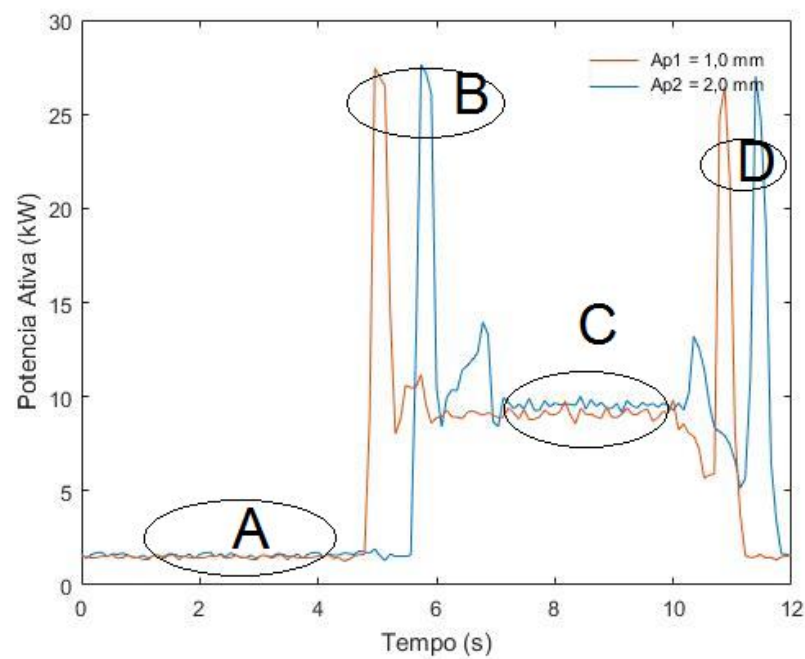 30
25
20
15
10
5
0
Potencia Ativa (kW)
Ap1 = 1,0 mm
Ap2 = 2,0 mm
A
B
C
D
0 2 4 6 8 10 12
Tempo (s)